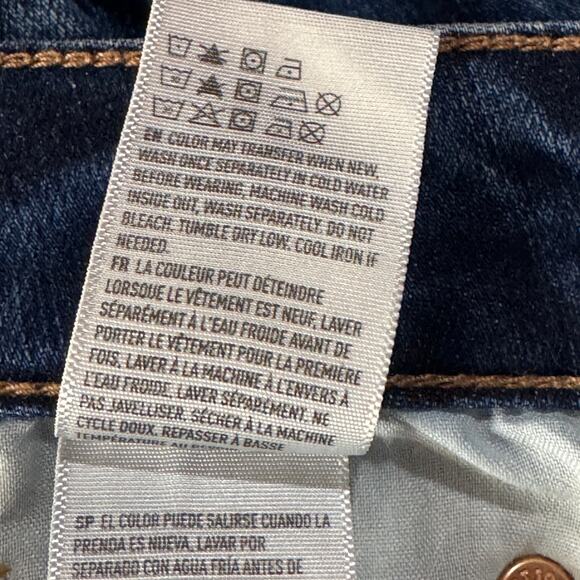 EN COLOR MAY TRANSFER WHEN NEW.
WASH ONCE SEPARATELY IN COLD WATER
BEFORE WEARING. MACHINE WASH COLD
INSIDE OUT, WASH SEPARATELY. DO NOT
BLEACH. TUMBLE DRY LOW. COOL IRON IF
NEEDED.
FR LA COULEUR PEUT DÉTEINDRE
LORSQUE LE VÊTEMENT EST NEUF, LAVER
SÉPARÉMENT À L'EAU FROIDE AVANT DE
PORTER LE VÊTEMENT POUR LA PREMIÈRE
FOIS, LAVER À LA MACHINE À L'ENVERS À
L'EAU FROIDE. LAVER SÉPARÉMENT. NE
PAS JAVELLISER. SÉCHER À LA MACHINE
CYCLE DOUX. REPASSER À BASSE
TEMPÉRATURE AU BESOIN
SP EL COLOR PUEDE SALIRSE CUANDO LA
PRENDA ES NUEVA. LAVAR POR
SEPARADO CON AGUA FRÍA ANTES DE